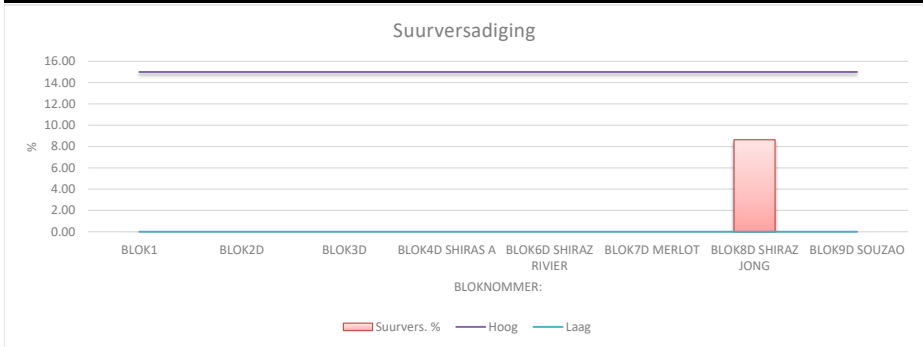 Suurversadiging
16.00
14.00
12.00
10.00
8.00
6.00
4.00
2.00
0.00
%
BLOK1 BLOK2D BLOK3D BLOK4D SHIRAS A BLOK6D SHIRAZ RIVIER BLOK7D MERLOT BLOK8D SHIRAZ JONG BLOK9D SOUZAO
BLOKNOMMER:
Suurvers. % Hoog Laag